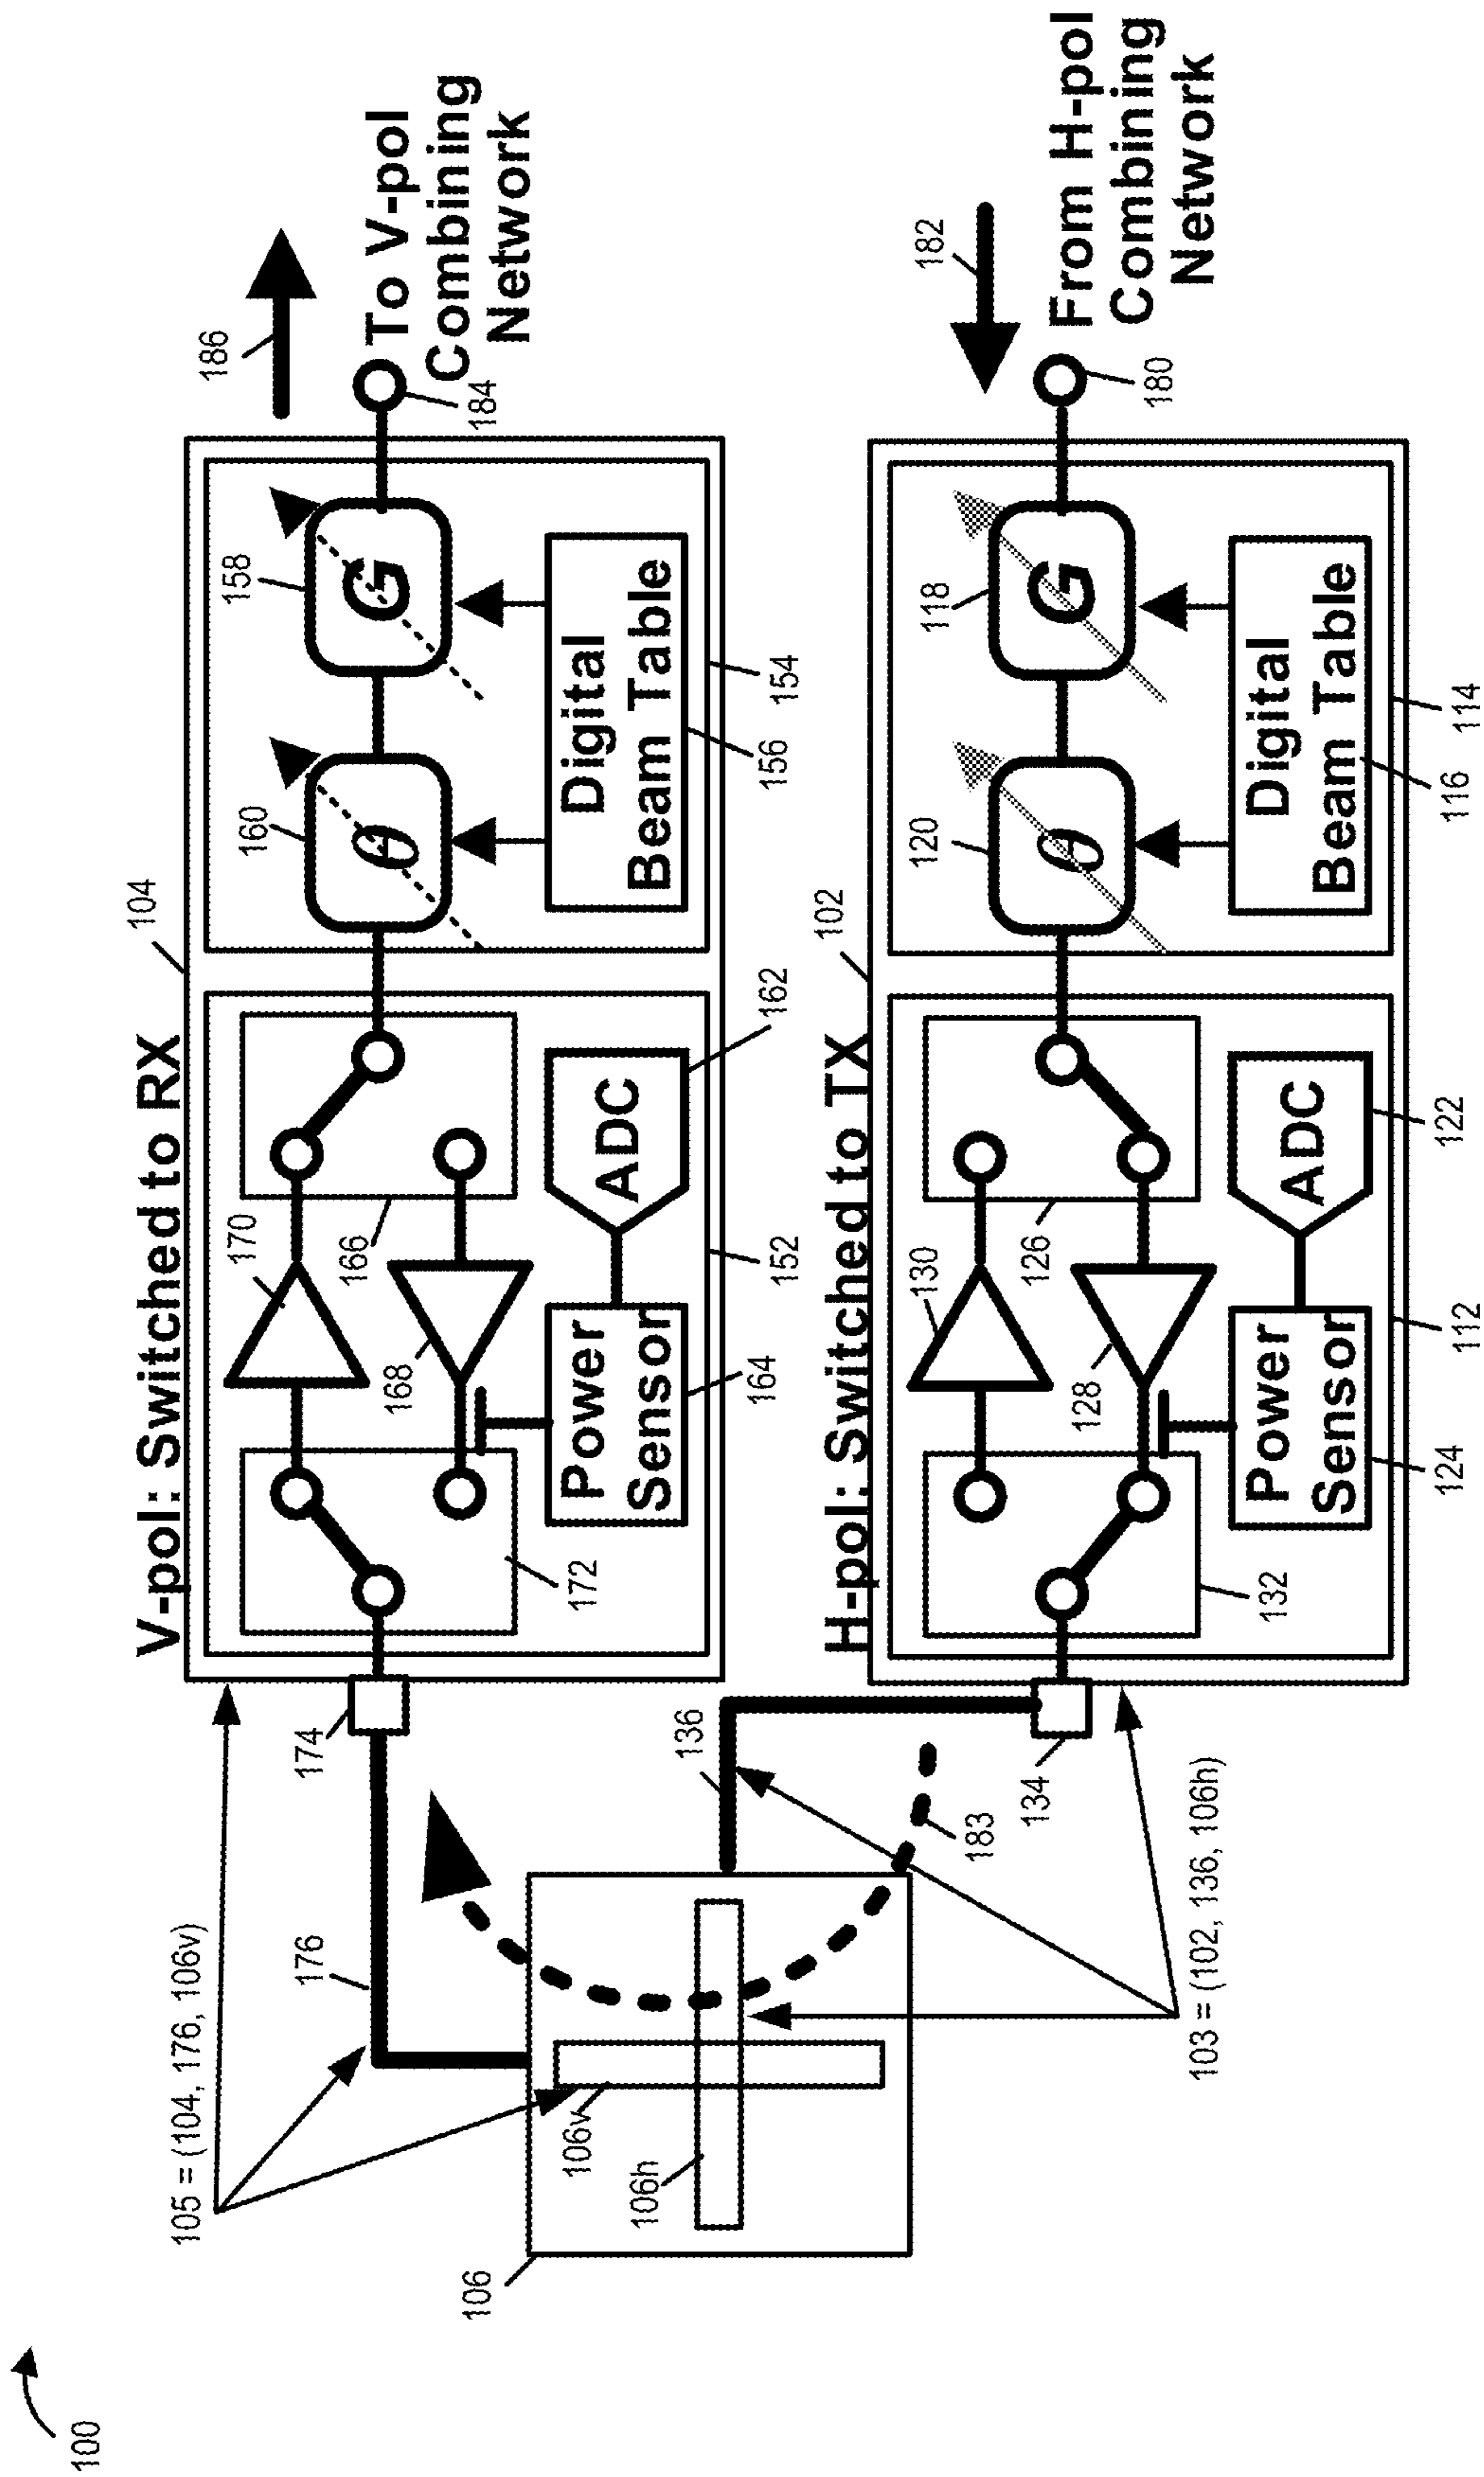 100
105 = (104, 176, 106v)
V-pol: Switched to RX
104
186
To V-pol
Combining
Network
184
176
174
172
170
168
166
Power
Sensor
164
ADC
162
152
160
θ
158
G
Digital
Beam Table
156
154
106
106v
106h
136
183
134
103 = (102, 136, 106h)
H-pol: Switched to TX
102
182
From H-pol
Combining
Network
180
132
130
128
126
Power
Sensor
124
ADC
122
112
120
θ
118
G
Digital
Beam Table
116
114